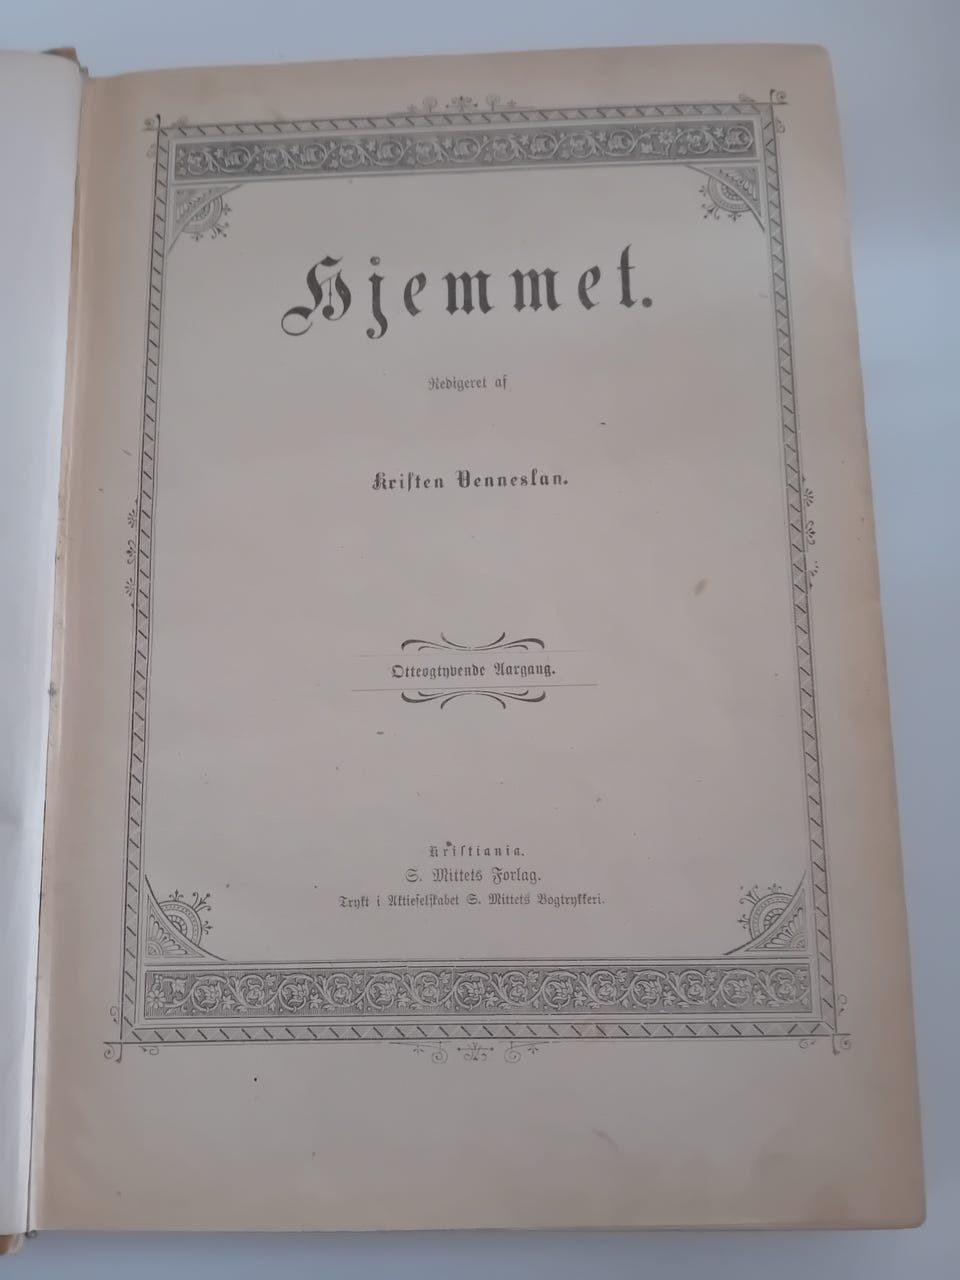 Hjemmet.
Redigeret af
Kristen Venneslan.
Otteogtyvende Aargang.
Kristiania.
S. Mittets Forlag.
Trykt i Aktieselskabet S. Mittets Bogtrykkeri.